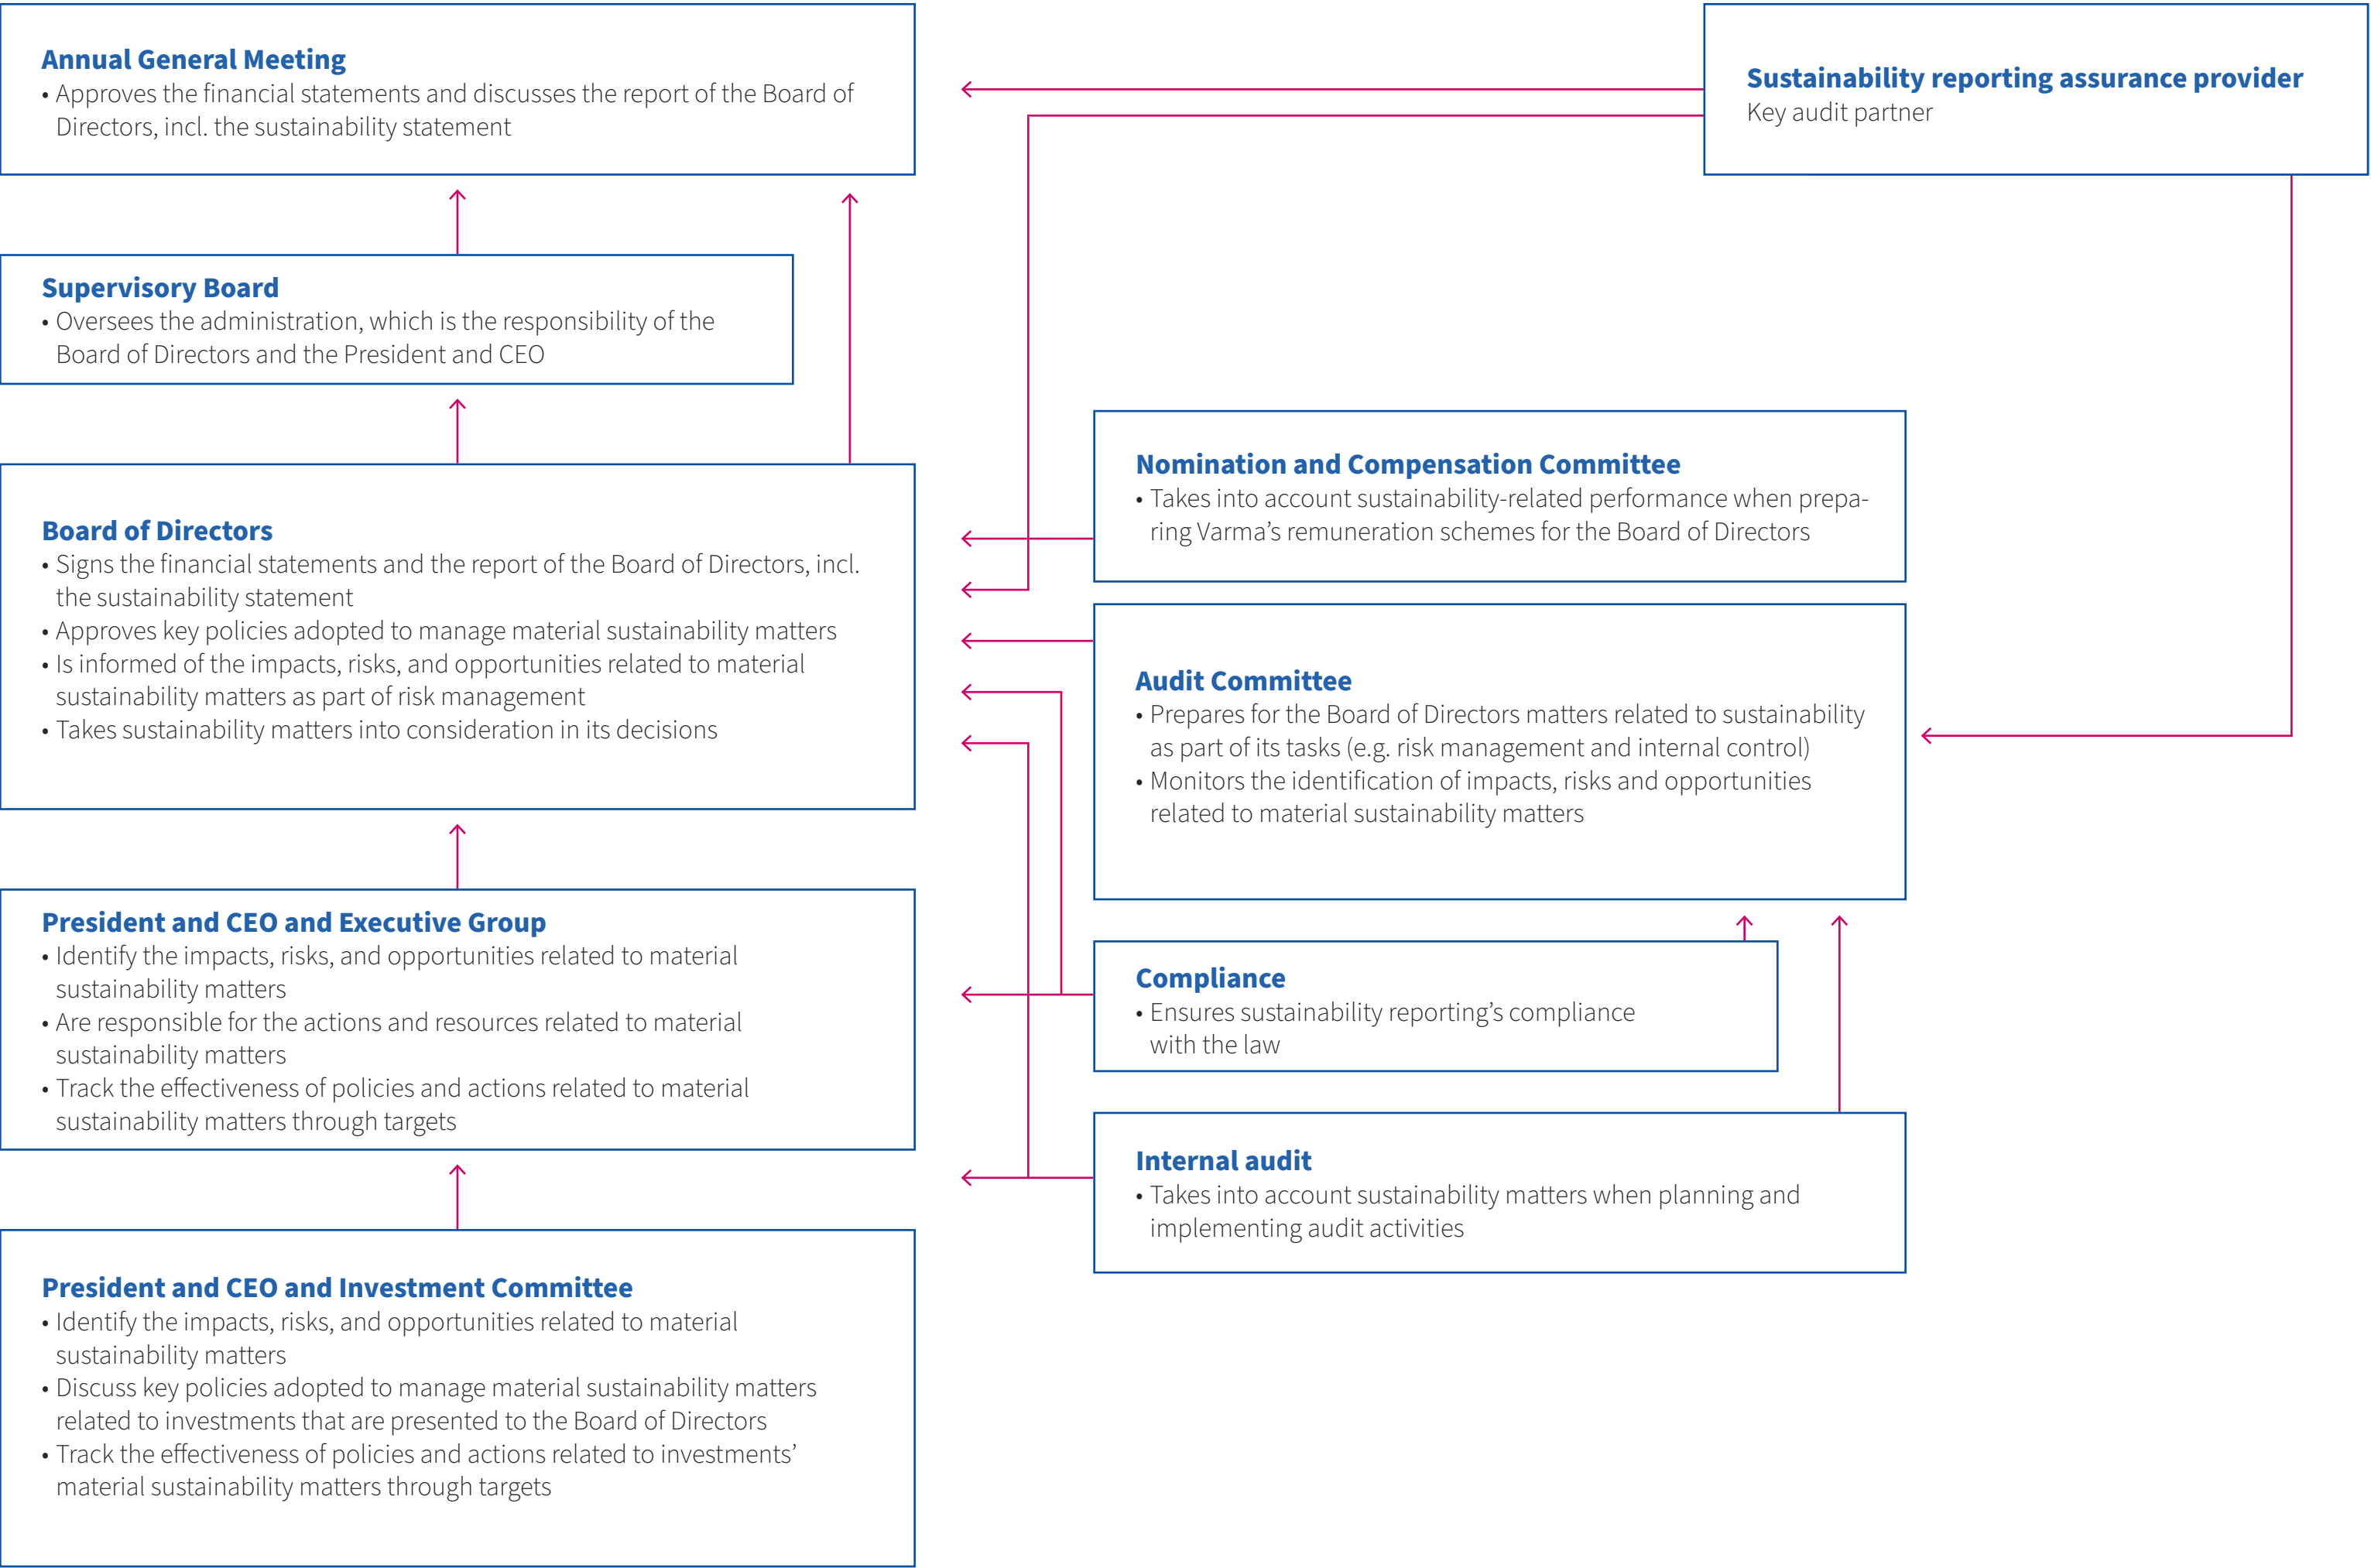 Annual General Meeting
• Approves the financial statements and discusses the report of the Board of
Directors, incl. the sustainability statement
Sustainability reporting assurance provider
Key audit partner
Supervisory Board
• Oversees the administration, which is the responsibility of the
Board of Directors and the President and CEO
Board of Directors
• Signs the financial statements and the report of the Board of Directors, incl.
the sustainability statement
• Approves key policies adopted to manage material sustainability matters
• Is informed of the impacts, risks, and opportunities related to material
sustainability matters as part of risk management
• Takes sustainability matters into consideration in its decisions
Nomination and Compensation Committee
• Takes into account sustainability-related performance when prepa-
ring Varma’s remuneration schemes for the Board of Directors
Audit Committee
• Prepares for the Board of Directors matters related to sustainability
as part of its tasks (e.g. risk management and internal control)
• Monitors the identification of impacts, risks and opportunities
related to material sustainability matters
President and CEO and Executive Group
• Identify the impacts, risks, and opportunities related to material
sustainability matters
• Are responsible for the actions and resources related to material
sustainability matters
• Track the effectiveness of policies and actions related to material
sustainability matters through targets
Compliance
• Ensures sustainability reporting’s compliance
with the law
Internal audit
• Takes into account sustainability matters when planning and
implementing audit activities
President and CEO and Investment Committee
• Identify the impacts, risks, and opportunities related to material
sustainability matters
• Discuss key policies adopted to manage material sustainability matters
related to investments that are presented to the Board of Directors
• Track the effectiveness of policies and actions related to investments’
material sustainability matters through targets